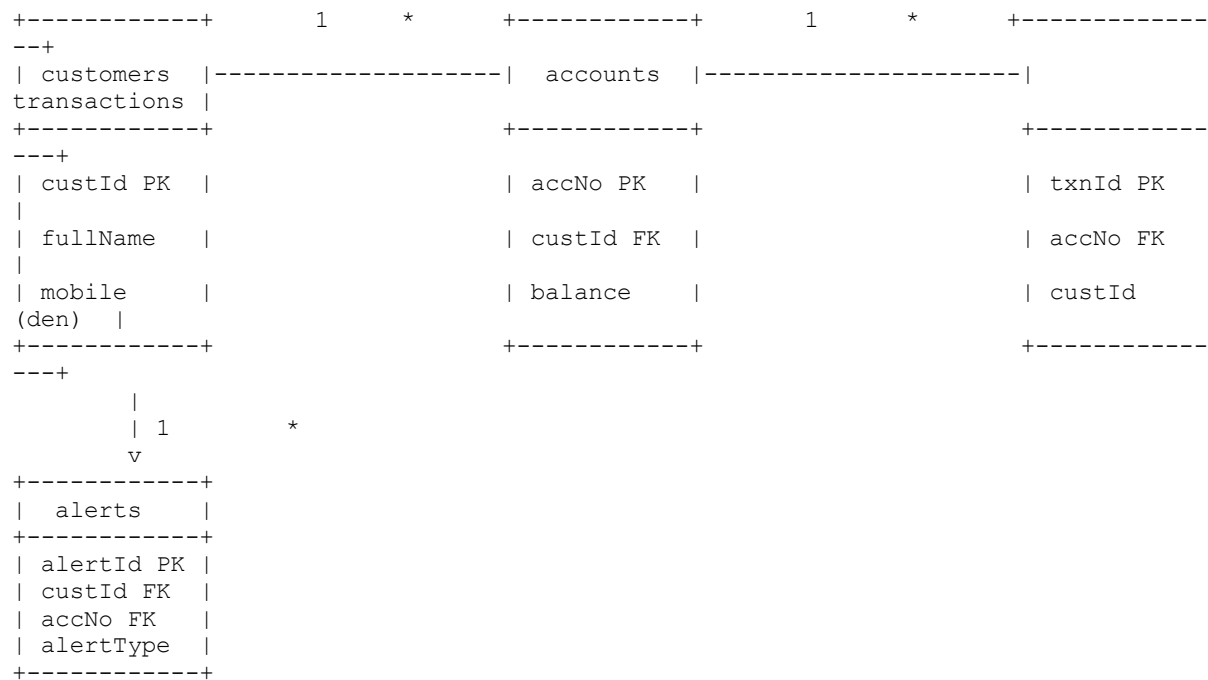 +------------+       1     *      +------------+       1      *      +-------------
--+
| customers  |--------------------|  accounts  |----------------------|
transactions |
+------------+                    +------------+                      +------------
---+
| custId PK  |                    | accNo PK   |                      | txnId PK
|
| fullName   |                    | custId FK  |                      | accNo FK
|
| mobile     |                    | balance    |                      | custId
(den)  |
+------------+                    +------------+                      +------------
---+
        |
        | 1        *
        v
+------------+
|  alerts    |
+------------+
| alertId PK |
| custId FK  |
| accNo FK   |
| alertType  |
+------------+